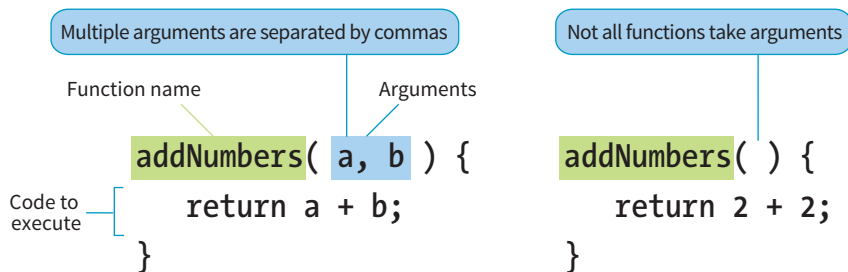 Multiple arguments are separated by commas
Function name
Arguments
addNumbers( a, b ) {
Code to
execute
return a + b;
}
Not all functions take arguments
addNumbers( ) {
return 2 + 2;
}